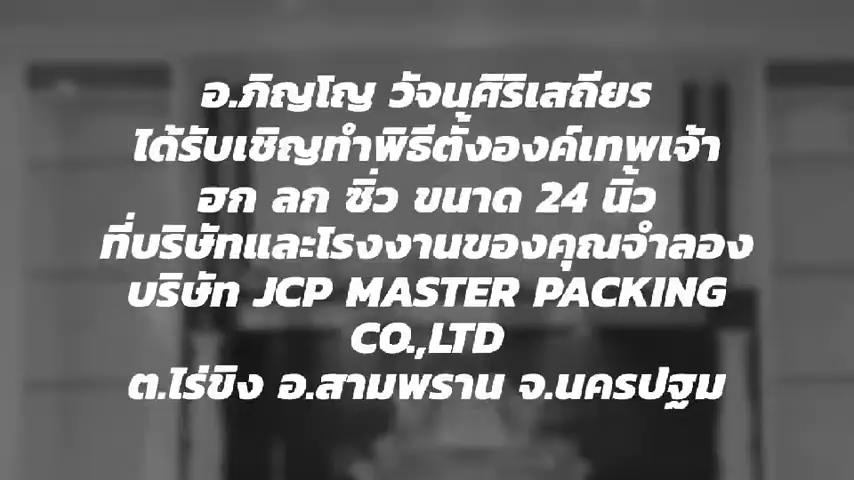 อ.ภิญโญ วัจนศิริเสถียร
ได้รับเชิญทำพิธีตั้งองค์เทพเจ้า
ฮก ลก ซิ่ว ขนาด 24 นิ้ว
ที่บริษัทและโรงงานของคุณจำลอง
บริษัท JCP MASTER PACKING
CO.,LTD
ต.ไร่ขิง อ.สามพราน จ.นครปฐม